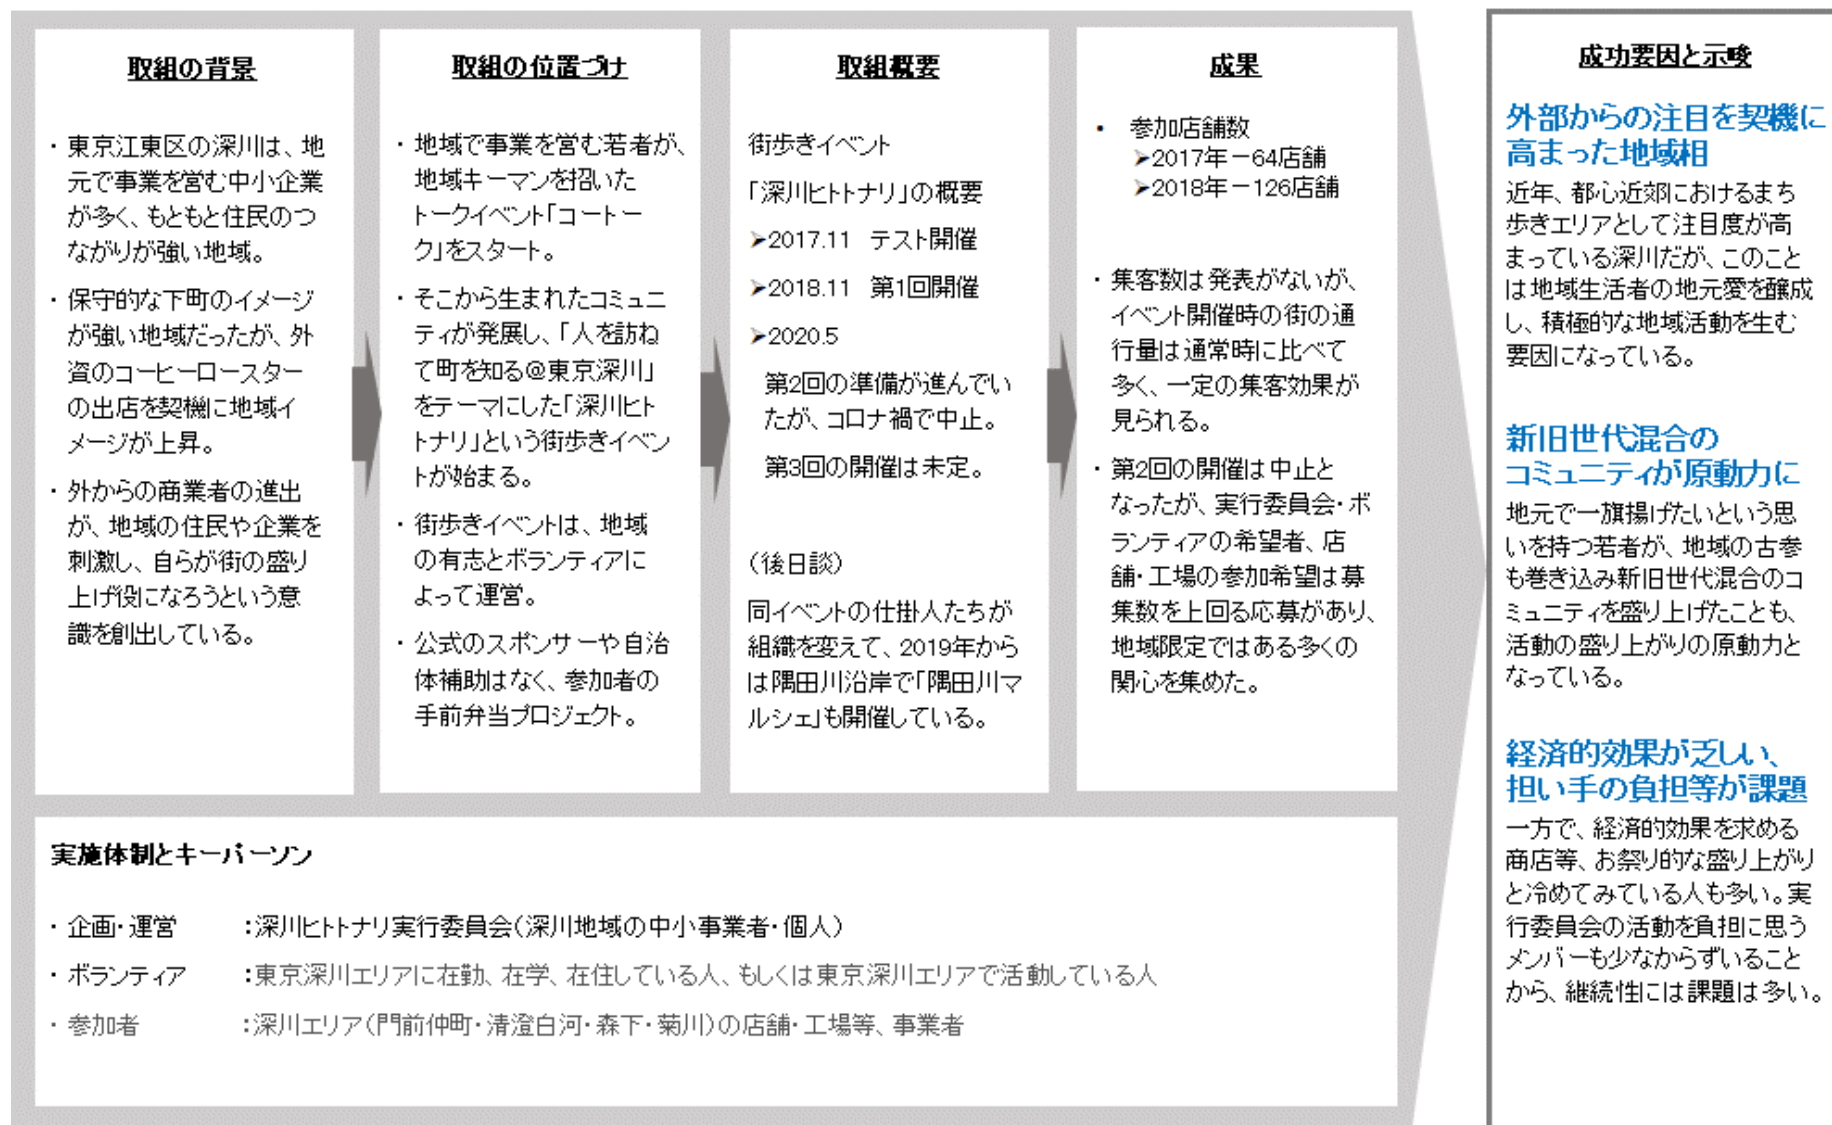 取組の背景
・東京江東区の深川は、地
元で事業を営む中小企業
が多く、もともと住民のつ
ながりが強い地域。
・保守的な下町のイメージ
が強い地域だったが、外
資のコーヒーロースター
の出店を契機に地域イ
メージが上昇。
・外からの商業者の進出
が、地域の住民や企業を
刺激し、自らが街の盛り
上げ役になろうという意
識を創出している。
取組の位置づけ
・地域で事業を営む若者が、
地域キーマンを招いた
トークイベント「コートー
ク」をスタート。
・そこから生まれたコミュニ
ティが発展し、「人を訪ね
て町を知る@東京深川」
をテーマにした「深川ヒト
トナリ」という街歩きイベン
トが始まる。
・街歩きイベントは、地域
の有志とボランティアに
よって運営。
・公式のスポンサーや自治
体補助はなく、参加者の
手前弁当プロジェクト。
取組概要
街歩きイベント
「深川ヒトトナリ」の概要
➢2017.11 テスト開催
➢2018.11 第1回開催
➢2020.5
第2回の準備が進んでい
たが、コロナ禍で中止。
第3回の開催は未定。
（後日談）
同イベントの仕掛人たちが
組織を変えて、2019年から
は隅田川沿岸で「隅田川マ
ルシェ」も開催している。
成果
・ 参加店舗数
➢2017年－64店舗
➢2018年－126店舗
・集客数は発表がないが、
イベント開催時の街の通
行量は通常時に比べて
多く、一定の集客効果が
見られる。
・第2回の開催は中止と
なったが、実行委員会・ボ
ランティアの希望者、店
舗・工場の参加希望は募
集数を上回る応募があり、
地域限定ではある多くの
関心を集めた。
実施体制とキーパーソン
・企画・運営 ：深川ヒトトナリ実行委員会（深川地域の中小事業者・個人）
・ボランティア ：東京深川エリアに在勤、在学、在住している人、もしくは東京深川エリアで活動している人
・参加者 ：深川エリア（門前仲町・清澄白河・森下・菊川）の店舗・工場等、事業者
成功要因と示唆
外部からの注目を契機に
高まった地域相
近年、都心近郊におけるまち
歩きエリアとして注目度が高
まっている深川だが、このこと
は地域生活者の地元愛を醸成
し、積極的な地域活動を生む
要因になっている。
新旧世代混合の
コミュニティが原動力に
地元で一旗揚げたいという思
いを持つ若者が、地域の古参
も巻き込み新旧世代混合のコ
ミュニティを盛り上げたことも、
活動の盛り上がりの原動力と
なっている。
経済的効果が乏しい、
担い手の負担等が課題
一方で、経済的効果を求める
商店等、お祭り的な盛り上がり
と冷めてみている人も多い。実
行委員会の活動を負担に思う
メンバーも少なからずいること
から、継続性には課題は多い。